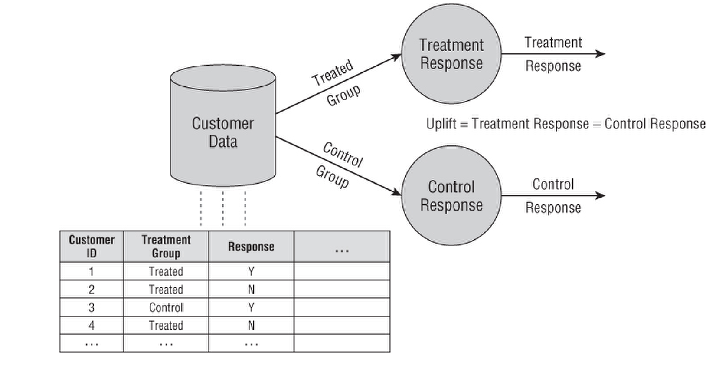 Treatment
Response
Treatment
Response
Treated
Group
Customer
Data
Uplift = Treatment Response – Control Response
Control
Group
Control
Response
Control
Response
Customer ID Treatment Group Response ...
1 Treated Y
2 Treated N
3 Control Y
4 Treated N
... ... ...